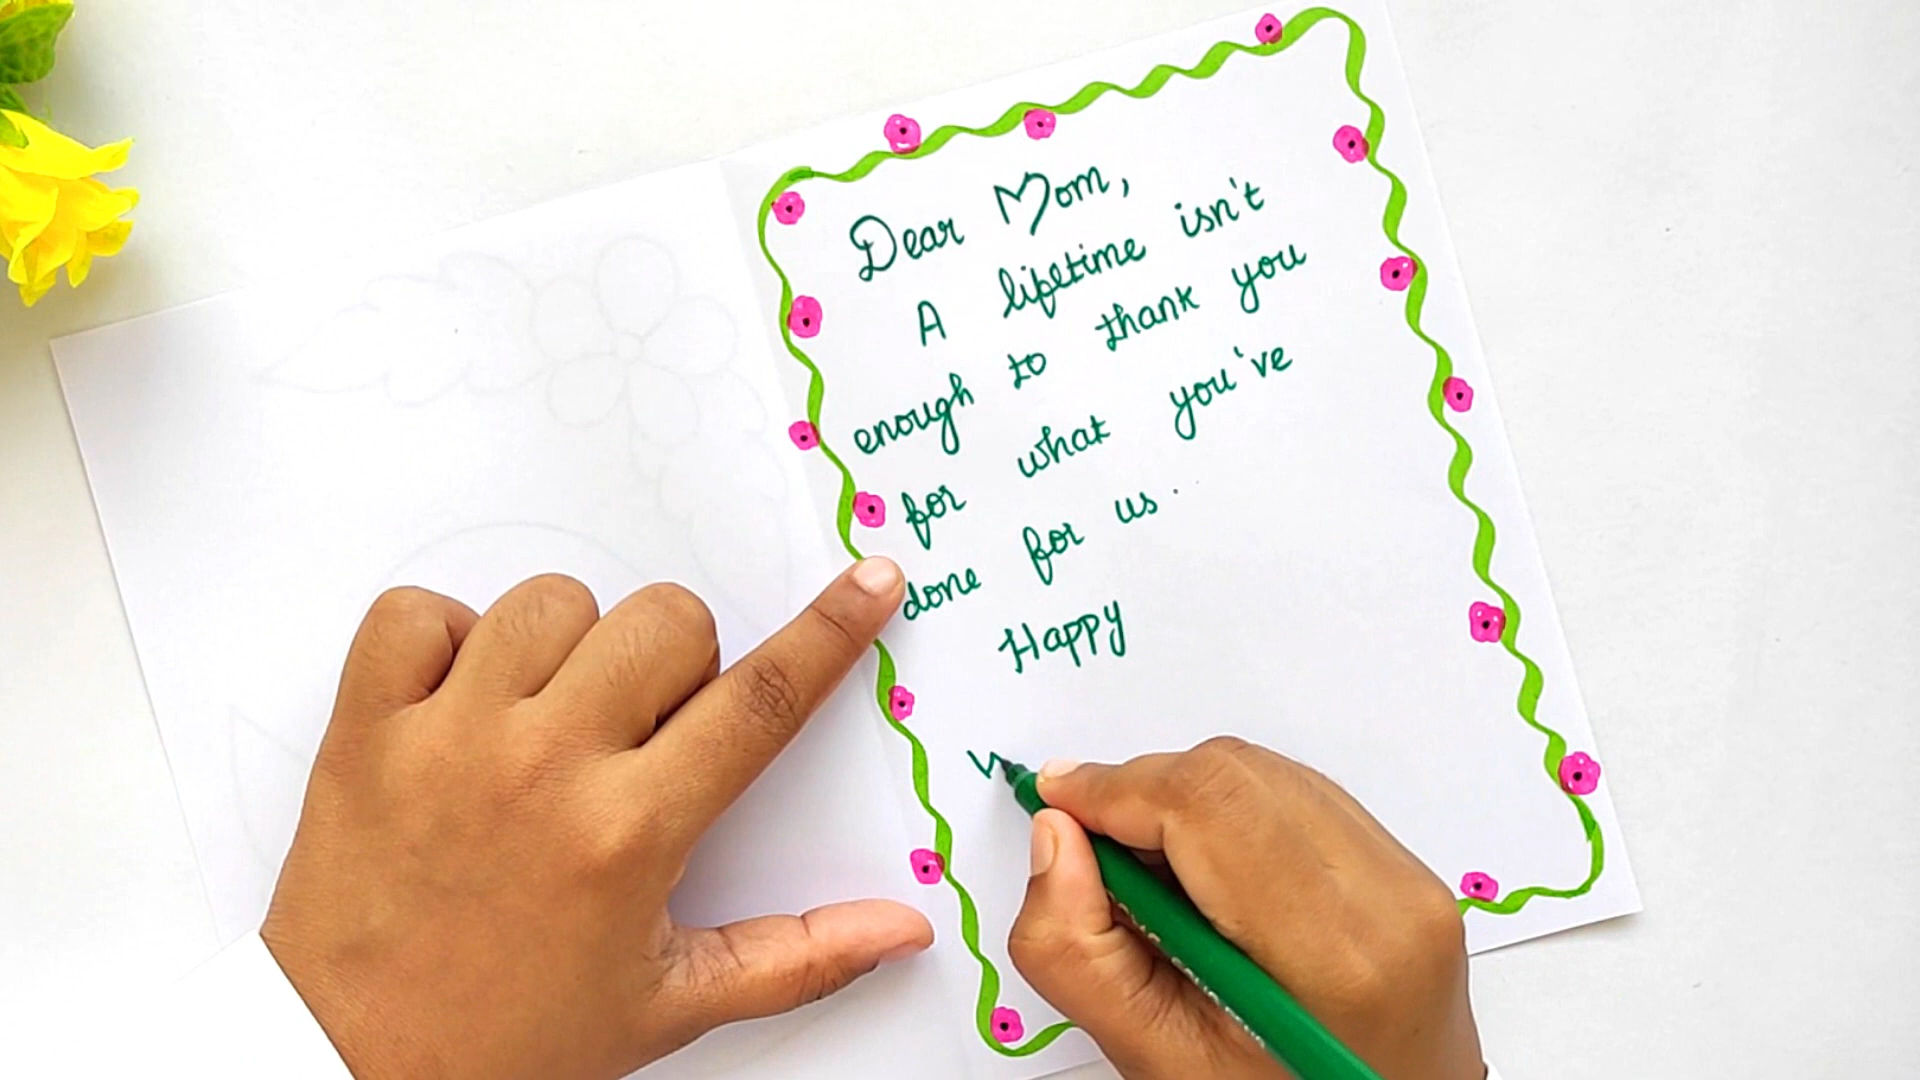 Dear Mom,
A lifetime isn't
enough to thank you
for what you've
done for us.
Happy